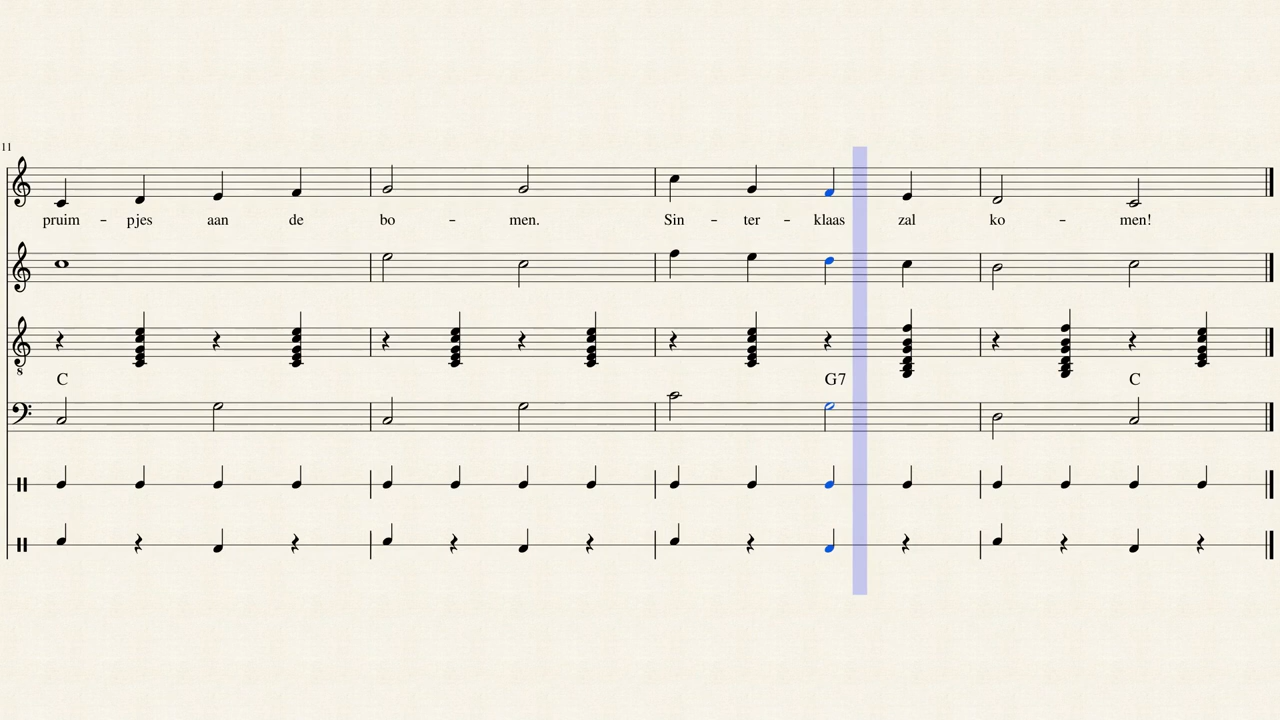 11
pruim - pjes aan de bo - men. Sin - ter - klaas zal ko - men!
8
C G7 C